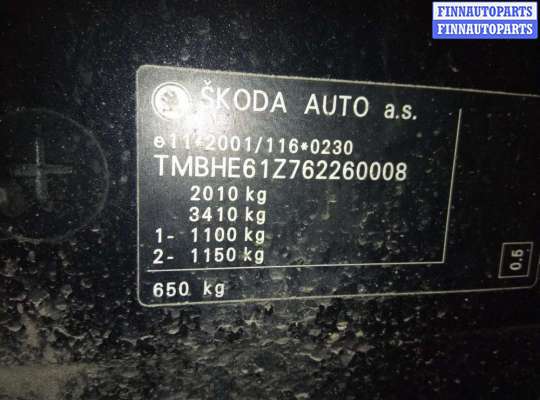 FINNAUTOPARTS
FINNAUTOPARTS
ŠKODA AUTO a.s.
e11*2001/116*0230
TMBHE61Z762260008
2010 kg
3410 kg
1- 1100 kg
2- 1150 kg
650 kg
0.5